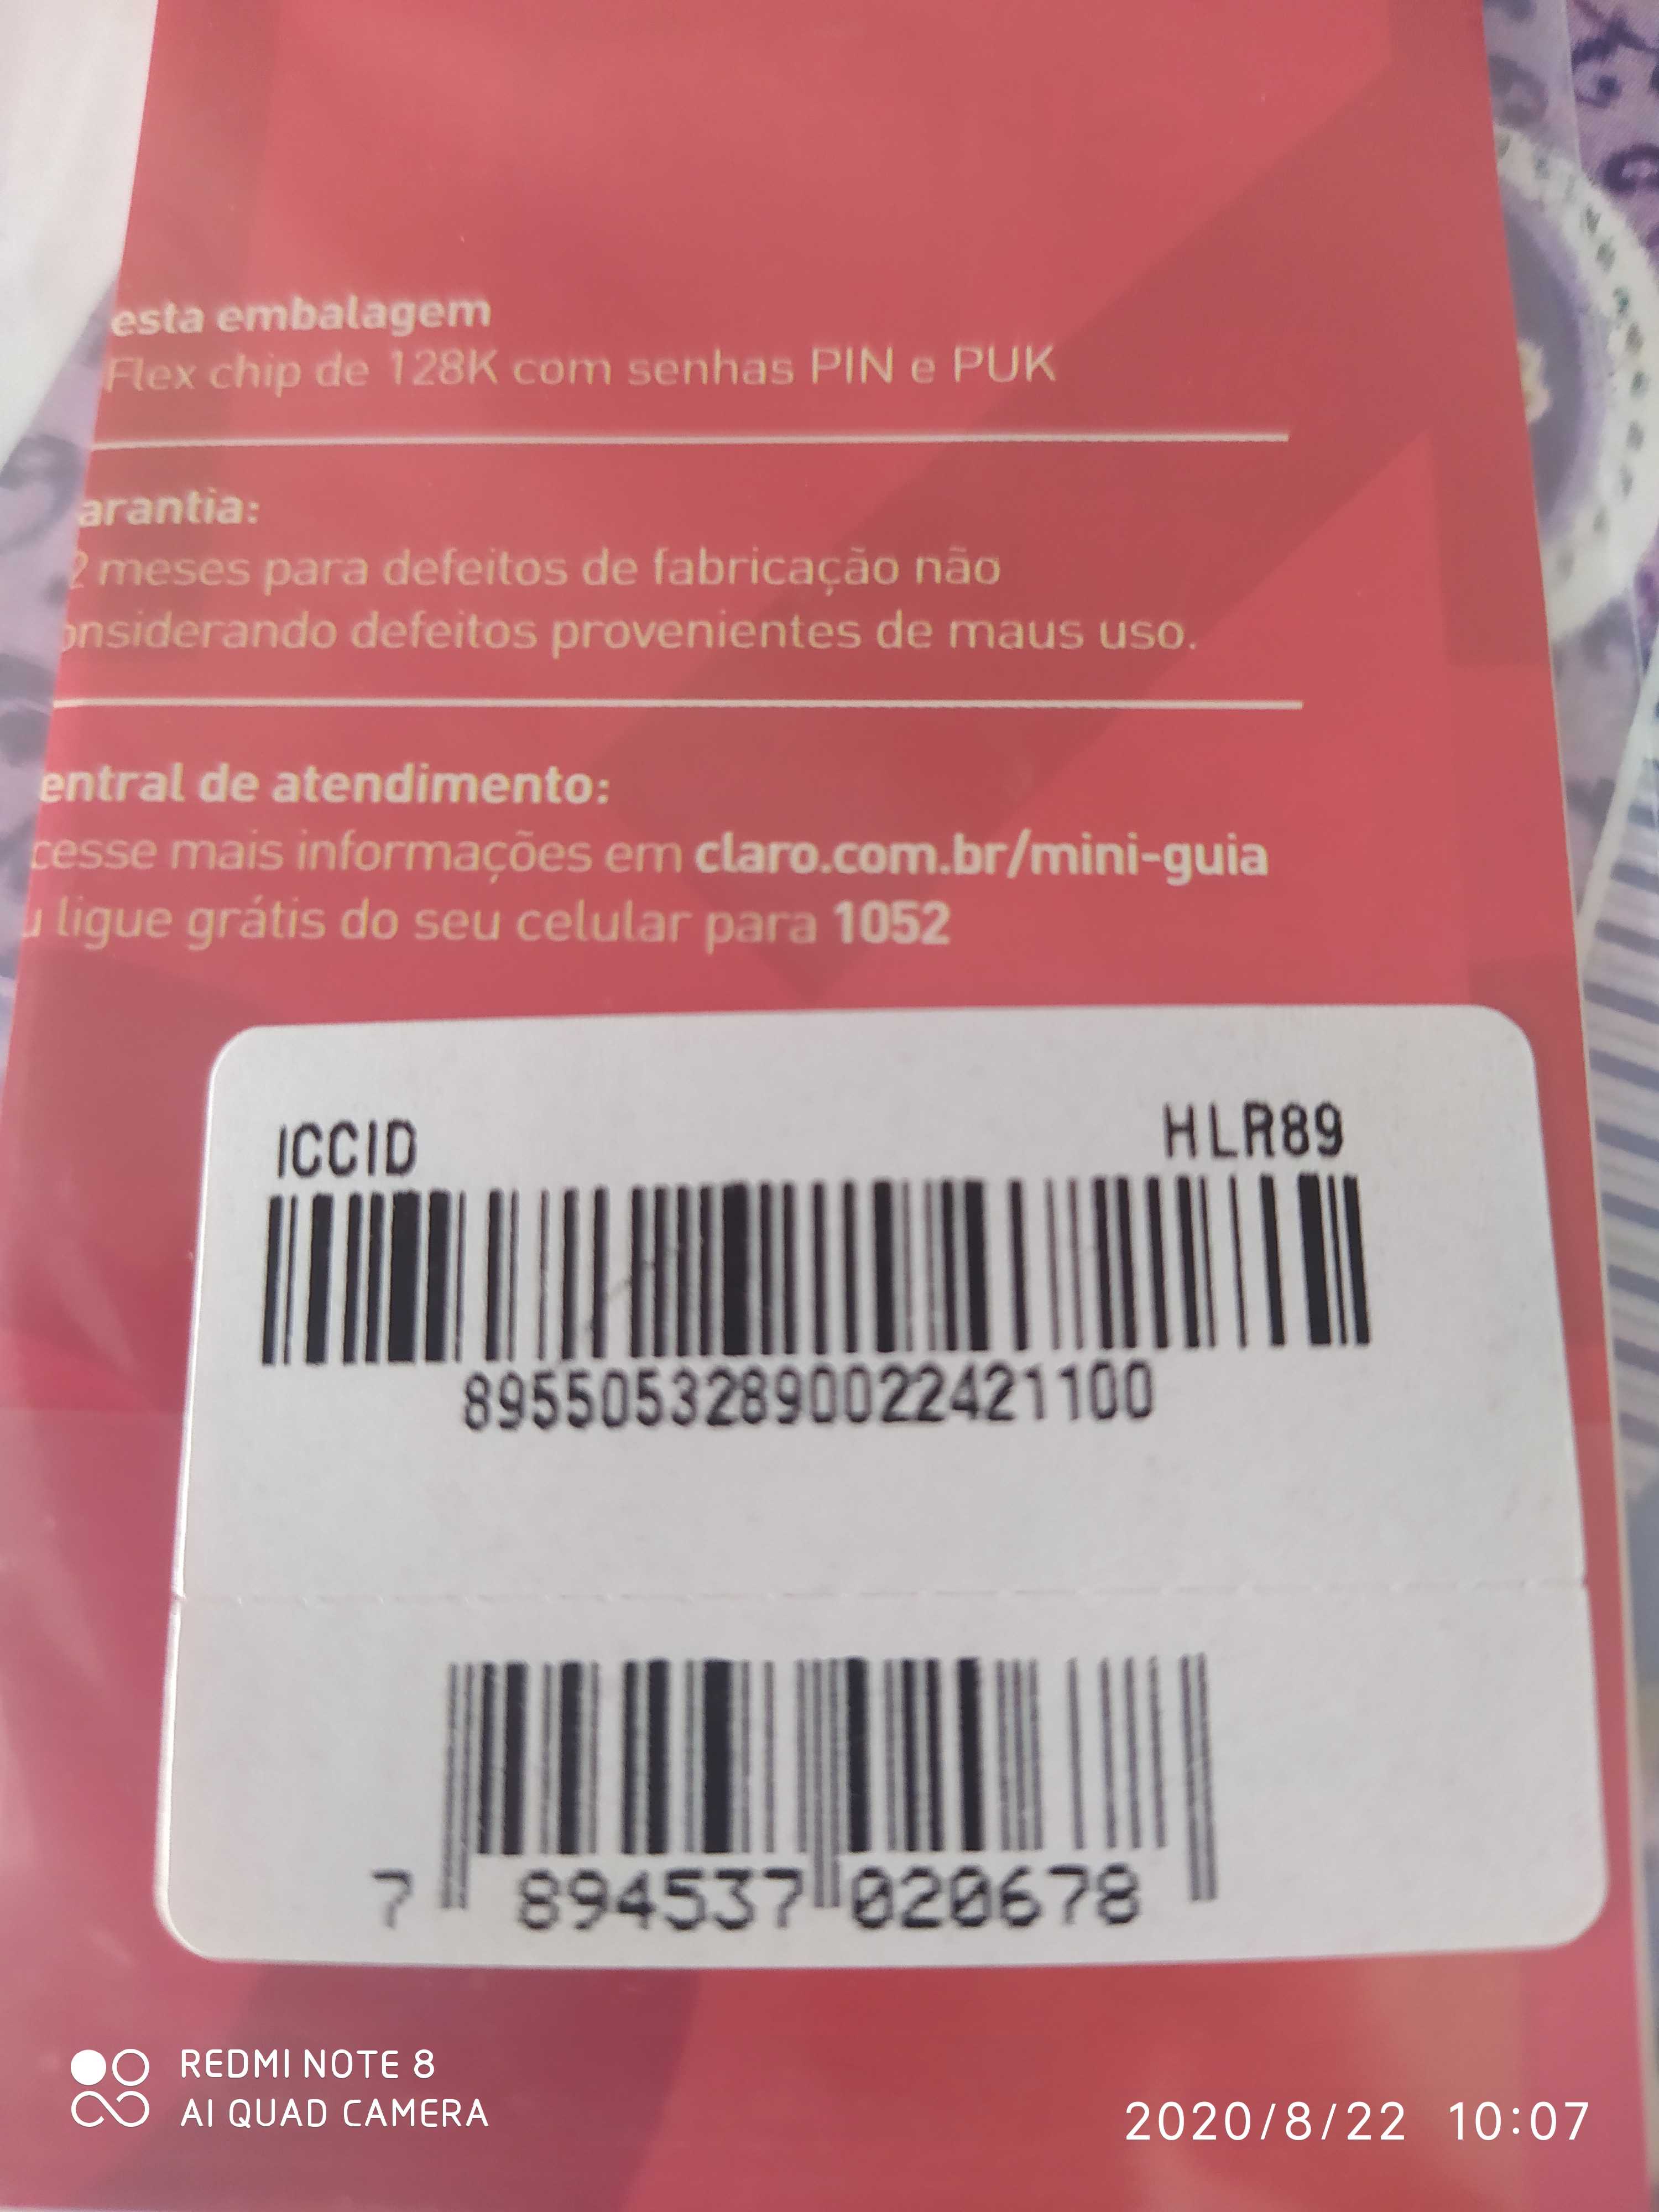 esta embalagem
Flex chip de 128K com senhas PIN e PUK
arantia:
2 meses para defeitos de fabricação não
onsiderando defeitos provenientes de maus uso.
entral de atendimento:
cesse mais informações em claro.com.br/mini-guia
u ligue grátis do seu celular para 1052
ICCID HLR89
89550532890022421100
7 894537 020678
REDMI NOTE 8
AI QUAD CAMERA
2020/8/22 10:07